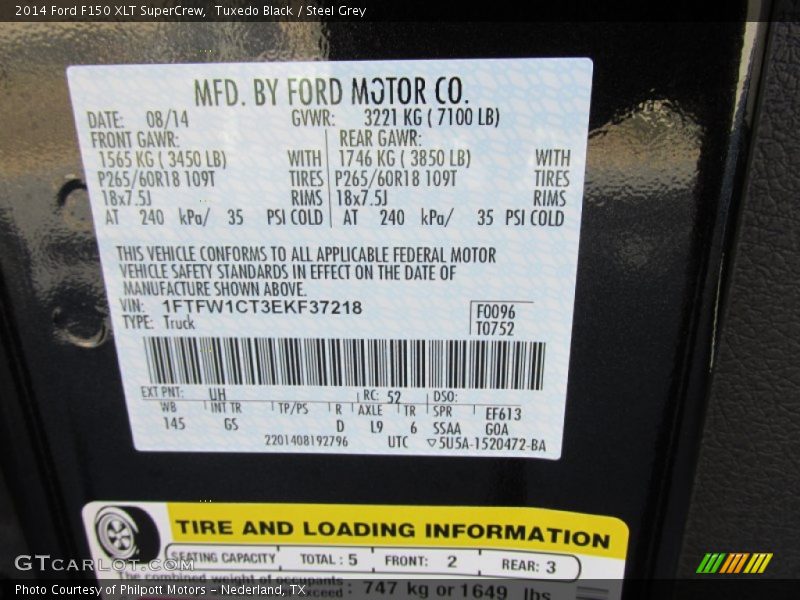 2014 Ford F150 XLT SuperCrew, Tuxedo Black / Steel Grey
MFD. BY FORD MOTOR CO.
DATE: 08/14 GVWR: 3221 KG ( 7100 LB)
FRONT GAWR: REAR GAWR:
1565 KG ( 3450 LB) WITH 1746 KG ( 3850 LB) WITH
P265/60R18 109T TIRES P265/60R18 109T TIRES
18x7.5J RIMS 18x7.5J RIMS
AT 240 kPa/ 35 PSI COLD AT 240 kPa/ 35 PSI COLD
THIS VEHICLE CONFORMS TO ALL APPLICABLE FEDERAL MOTOR
VEHICLE SAFETY STANDARDS IN EFFECT ON THE DATE OF
MANUFACTURE SHOWN ABOVE.
VIN: 1FTFW1CT3EKF37218 F0096
TYPE: Truck T0752
EXT PNT: UH RC: 52 DSO:
WB INT TR TP/PS R AXLE TR SPR EF613
145 GS D L9 6 SSAA GOA
2201408192796 UTC ▽5U5A-1520472-BA
TIRE AND LOADING INFORMATION
SEATING CAPACITY TOTAL : 5 FRONT: 2 REAR: 3
The combined weight of occupants
exceed : 747 kg or 1649 lbs
GTcarlot.com
Photo Courtesy of Philpott Motors - Nederland, TX